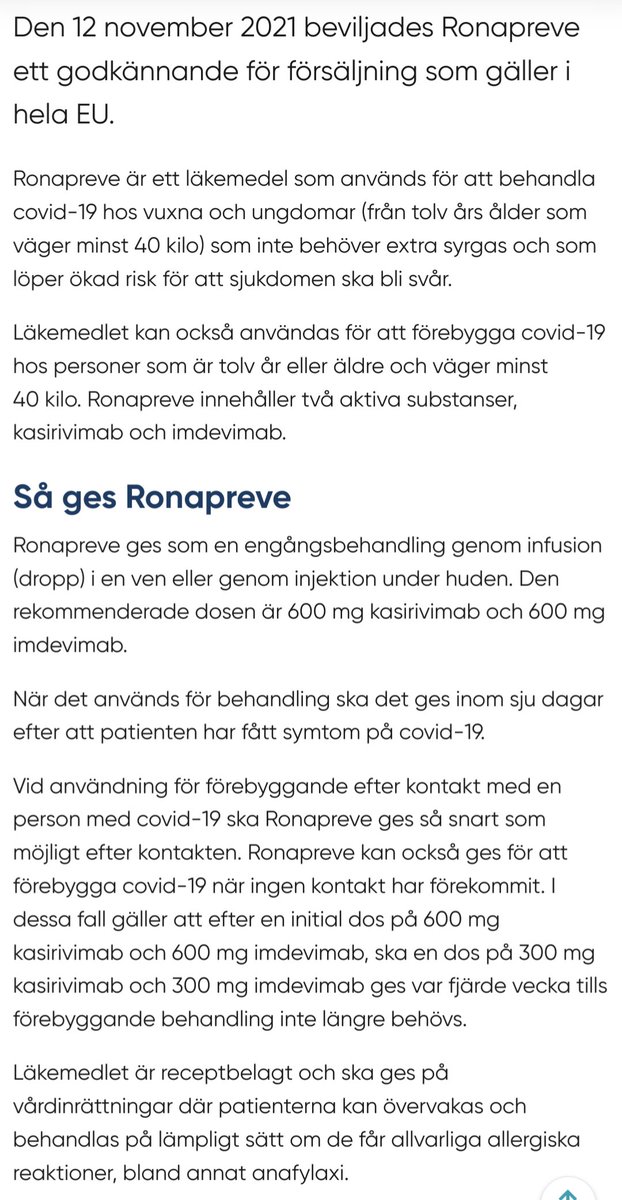 Den 12 november 2021 beviljades Ronapreve
ett godkännande för försäljning som gäller i
hela EU.
Ronapreve är ett läkemedel som används för att behandla
covid-19 hos vuxna och ungdomar (från tolv års ålder som
väger minst 40 kilo) som inte behöver extra syrgas och som
löper ökad risk för att sjukdomen ska bli svår.
Läkemedlet kan också användas för att förebygga covid-19
hos personer som är tolv år eller äldre och väger minst
40 kilo. Ronapreve innehåller två aktiva substanser,
kasirivimab och imdevimab.
Så ges Ronapreve
Ronapreve ges som en engångsbehandling genom infusion
(dropp) i en ven eller genom injektion under huden. Den
rekommenderade dosen är 600 mg kasirivimab och 600 mg
imdevimab.
När det används för behandling ska det ges inom sju dagar
efter att patienten har fått symtom på covid-19.
Vid användning för förebyggande efter kontakt med en
person med covid-19 ska Ronapreve ges så snart som
möjligt efter kontakten. Ronapreve kan också ges för att
förebygga covid-19 när ingen kontakt har förekommit. I
dessa fall gäller att efter en initial dos på 600 mg
kasirivimab och 600 mg imdevimab, ska en dos på 300 mg
kasirivimab och 300 mg imdevimab ges var fjärde vecka tills
förebyggande behandling inte längre behövs.
Läkemedlet är receptbelagt och ska ges på
vårdinrättningar där patienterna kan övervakas och
behandlas på lämpligt sätt om de får allvarliga allergiska
reaktioner, bland annat anafylaxi.